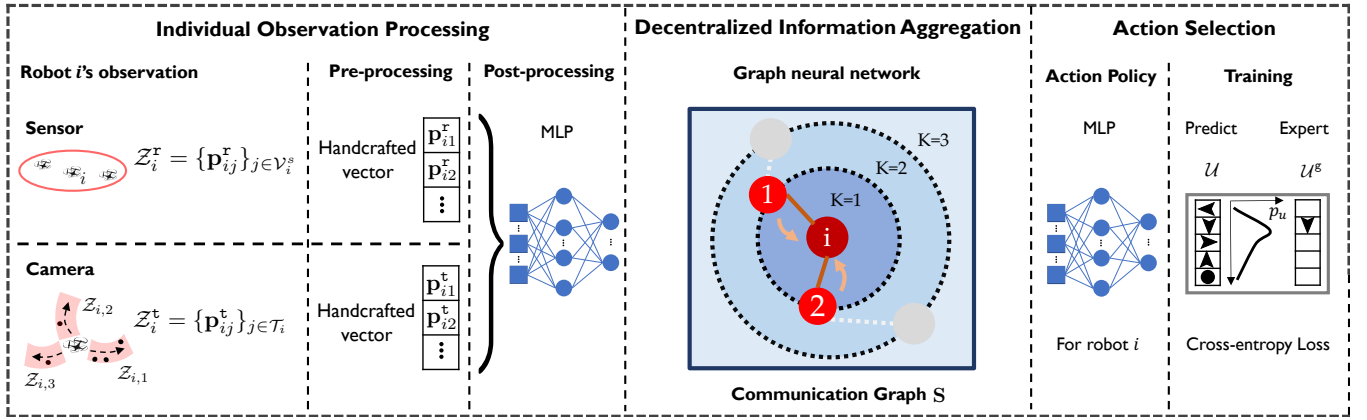 Individual Observation Processing
Decentralized Information Aggregation
Action Selection
Robot i's observation
Pre-processing
Post-processing
Graph neural network
Action Policy
Training
Sensor
i
𝒵ᵢʳ = {𝐩ᵢⱼʳ}_{j∈𝒱ᵢˢ}
Handcrafted
vector
𝐩ᵢ₁ʳ
𝐩ᵢ₂ʳ
⋮
Camera
𝒵ᵢ,₂
𝒵ᵢ,₃
𝒵ᵢ,₁
𝒵ᵢᵗ = {𝐩ᵢⱼᵗ}_{j∈𝒯ᵢ}
Handcrafted
vector
𝐩ᵢ₁ᵗ
𝐩ᵢ₂ᵗ
⋮
MLP
K=3
K=2
K=1
1
i
2
Communication Graph S
MLP
For robot i
Predict
Expert
𝒰
𝒰ᵍ
pᵤ
Cross-entropy Loss